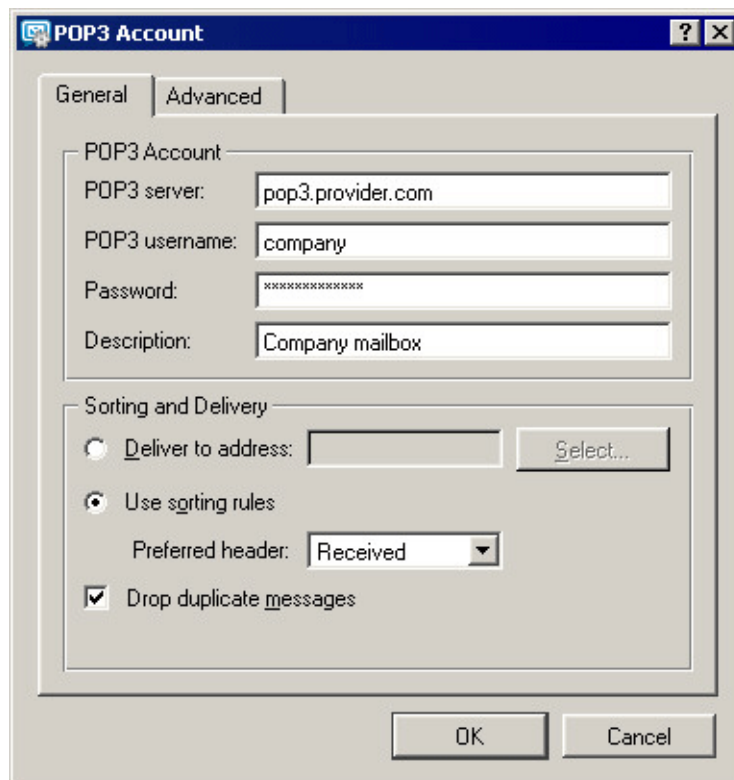 POP3 Account
General Advanced
POP3 Account
POP3 server: pop3.provider.com
POP3 username: company
Password: *************
Description: Company mailbox
Sorting and Delivery
Deliver to address: Select...
Use sorting rules
Preferred header: Received
Drop duplicate messages
OK Cancel